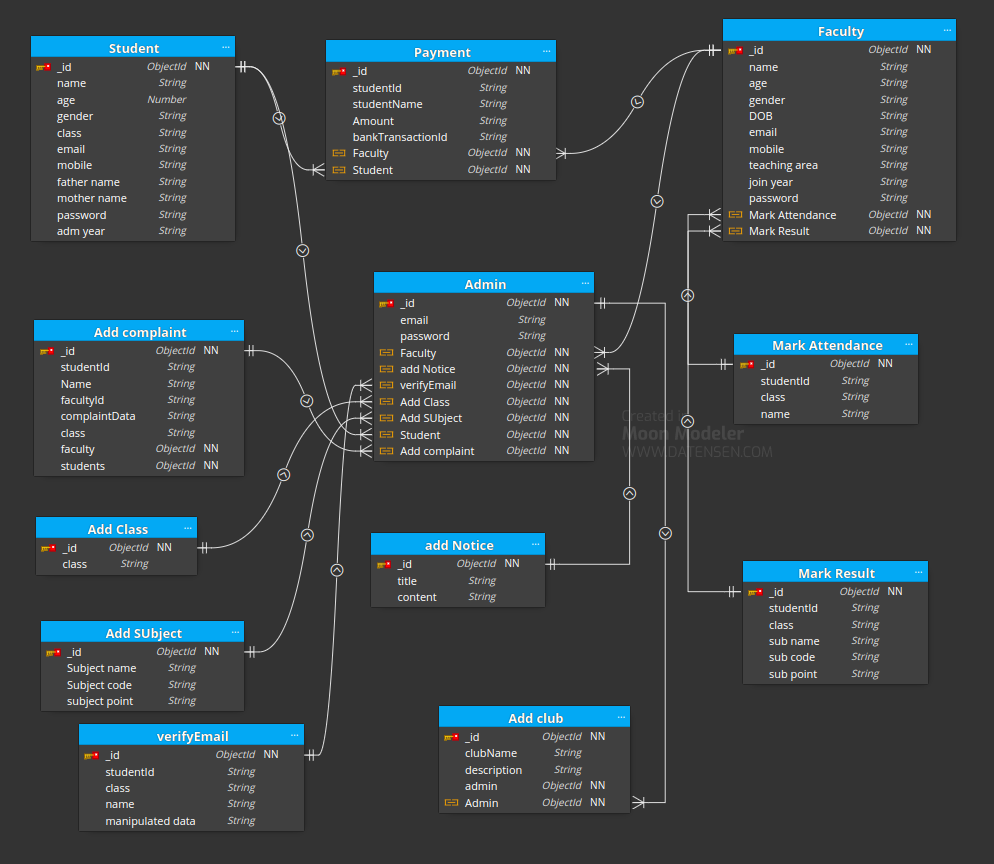 Student ...
_id ObjectId NN
name String
age Number
gender String
class String
email String
mobile String
father name String
mother name String
password String
adm year String
Payment ...
_id ObjectId NN
studentId String
studentName String
Amount String
bankTransactionId String
Faculty ObjectId NN
Student ObjectId NN
Faculty ...
_id ObjectId NN
name String
age String
gender String
DOB String
email String
mobile String
teaching area String
join year String
password String
Mark Attendance ObjectId NN
Mark Result ObjectId NN
Admin ...
_id ObjectId NN
email String
password String
Faculty ObjectId NN
add Notice ObjectId NN
verifyEmail ObjectId NN
Add Class ObjectId NN
Add SUbject ObjectId NN
Student ObjectId NN
Add complaint ObjectId NN
Add complaint ...
_id ObjectId NN
studentId String
Name String
facultyId String
complaintData String
class String
faculty ObjectId NN
students ObjectId NN
Mark Attendance ...
_id ObjectId NN
studentId String
class String
name String
Created in
Moon Modeler
WWW.DATENSEN.COM
Add Class ...
_id ObjectId NN
class String
add Notice ...
_id ObjectId NN
title String
content String
Mark Result ...
_id ObjectId NN
studentId String
class String
sub name String
sub code String
sub point String
Add SUbject ...
_id ObjectId NN
Subject name String
Subject code String
subject point String
verifyEmail ...
_id ObjectId NN
studentId String
class String
name String
manipulated data String
Add club ...
_id ObjectId NN
clubName String
description String
admin ObjectId NN
Admin ObjectId NN